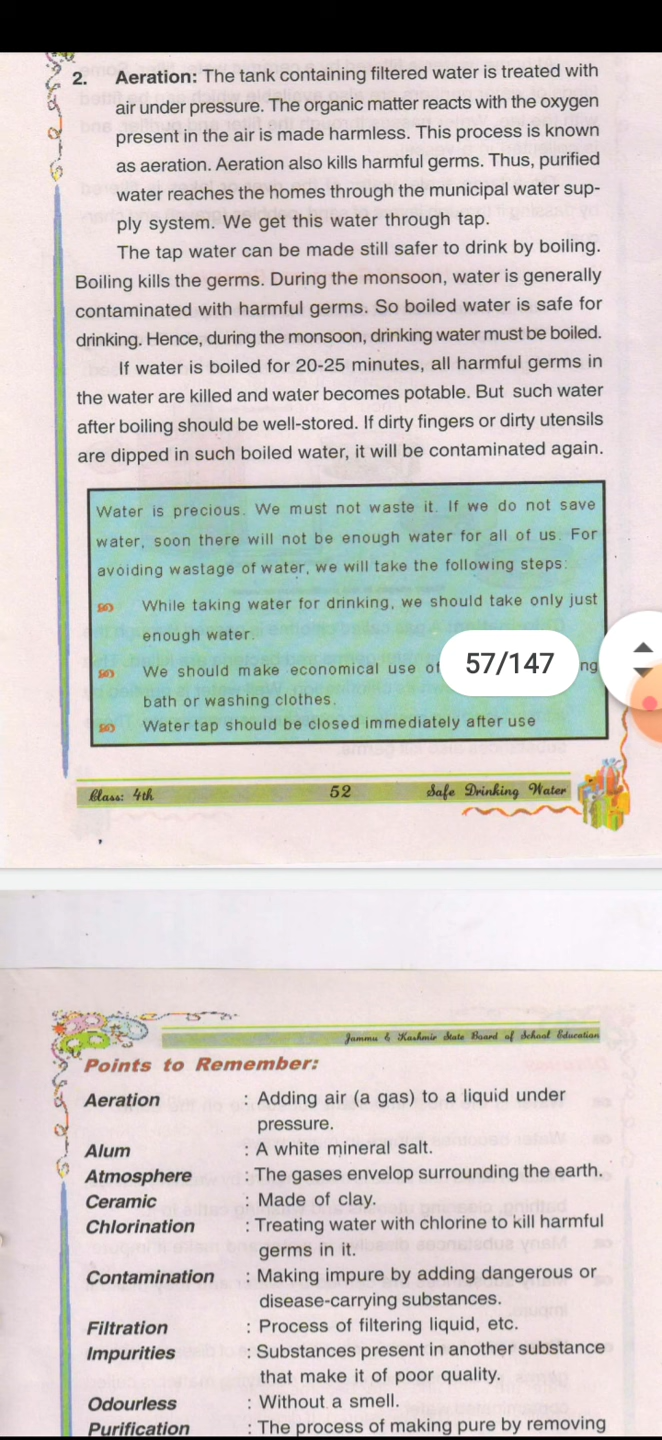 2. Aeration: The tank containing filtered water is treated with
air under pressure. The organic matter reacts with the oxygen
present in the air is made harmless. This process is known
as aeration. Aeration also kills harmful germs. Thus, purified
water reaches the homes through the municipal water sup-
ply system. We get this water through tap.
The tap water can be made still safer to drink by boiling.
Boiling kills the germs. During the monsoon, water is generally
contaminated with harmful germs. So boiled water is safe for
drinking. Hence, during the monsoon, drinking water must be boiled.
If water is boiled for 20-25 minutes, all harmful germs in
the water are killed and water becomes potable. But such water
after boiling should be well-stored. If dirty fingers or dirty utensils
are dipped in such boiled water, it will be contaminated again.
Water is precious. We must not waste it. If we do not save
water, soon there will not be enough water for all of us. For
avoiding wastage of water, we will take the following steps:
While taking water for drinking, we should take only just
enough water.
We should make economical use of
57/147
bath or washing clothes.
Water tap should be closed immediately after use
Class: 4th 52 Safe Drinking Water
Jammu & Kashmir State Board of School Education
Points to Remember:
Aeration : Adding air (a gas) to a liquid under
pressure.
Alum : A white mineral salt.
Atmosphere : The gases envelop surrounding the earth.
Ceramic : Made of clay.
Chlorination : Treating water with chlorine to kill harmful
germs in it.
Contamination : Making impure by adding dangerous or
disease-carrying substances.
Filtration : Process of filtering liquid, etc.
Impurities : Substances present in another substance
that make it of poor quality.
Odourless : Without a smell.
Purification : The process of making pure by removing